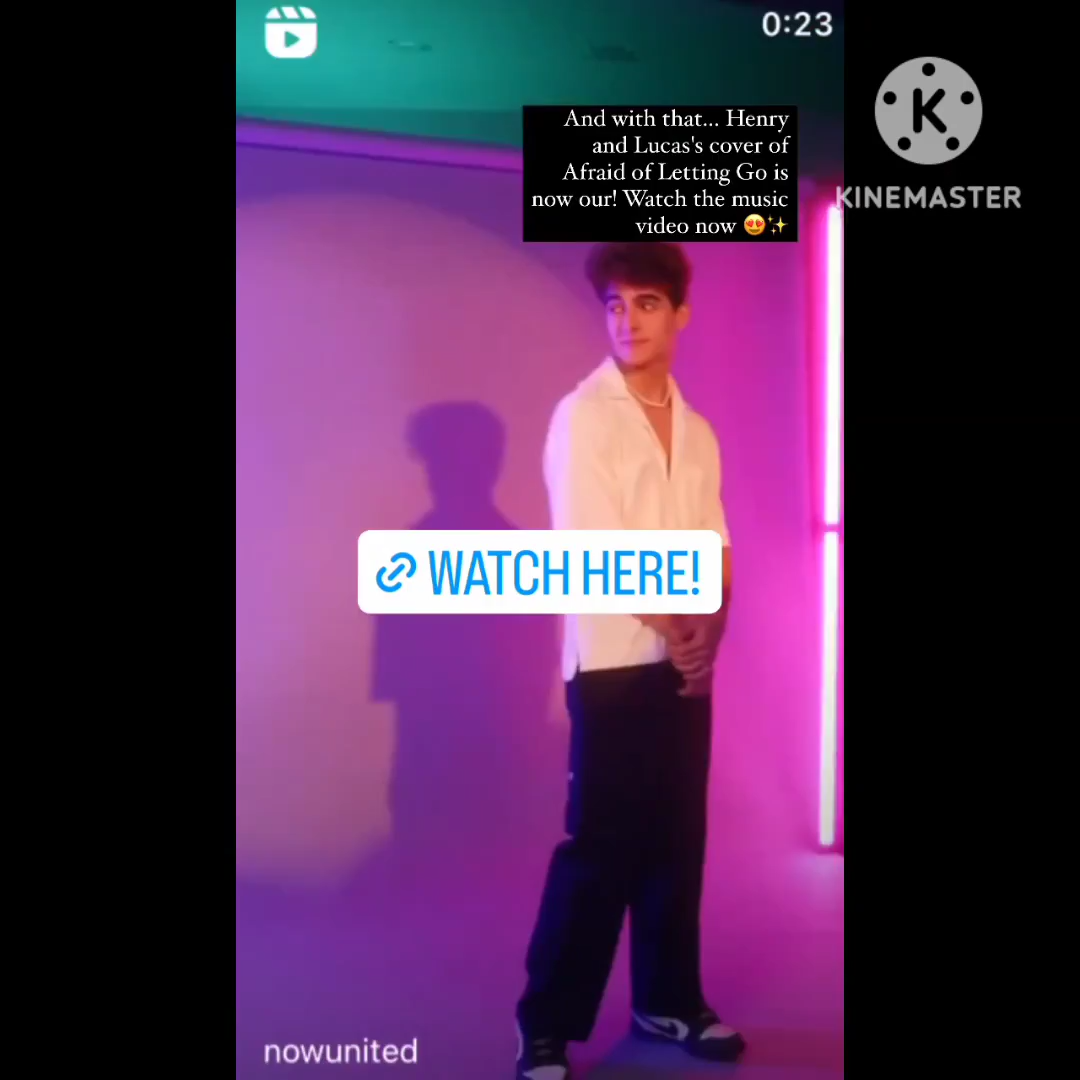 0:23
K
KINEMASTER
And with that... Henry
and Lucas's cover of
Afraid of Letting Go is
now our! Watch the music
video now 😍✨
WATCH HERE!
nowunited